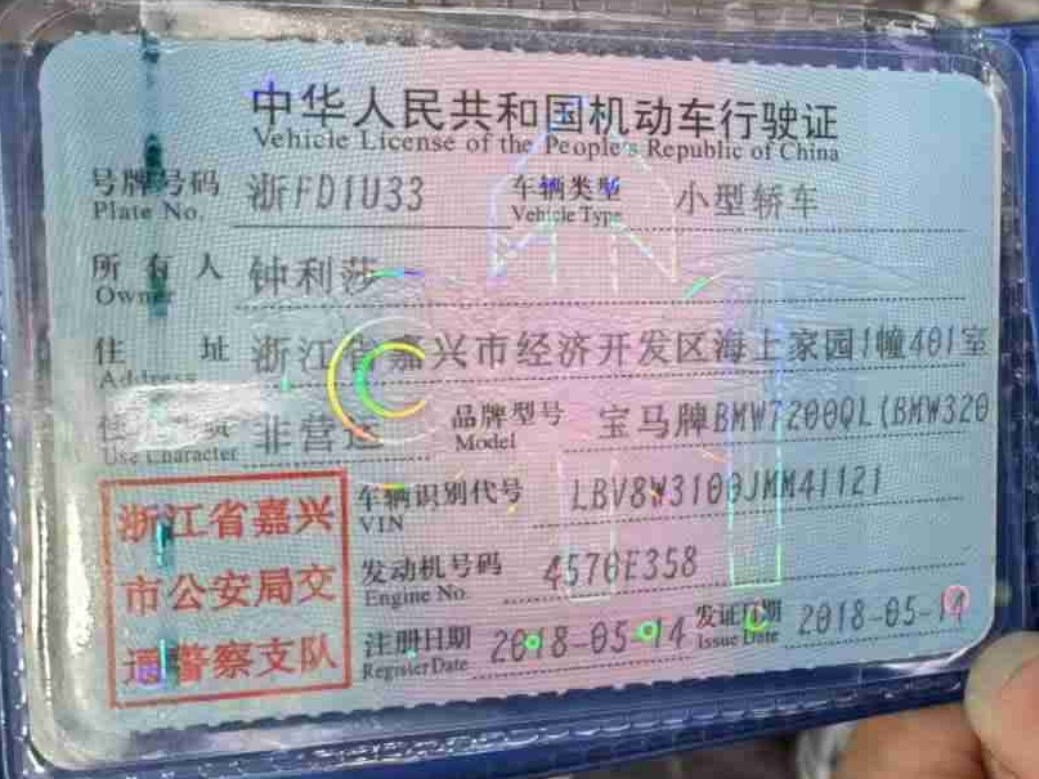 中华人民共和国机动车行驶证
Vehicle License of the People's Republic of China
号牌号码 浙FD1U33 车辆类型 小型轿车
Plate No. Vehicle Type
所有人 钟利莎
Owner
住址 浙江省嘉兴市经济开发区海上家园1幢401室
Address
使用性质 非营运 品牌型号 宝马牌BMW7200QL(BMW320
Use Character Model
车辆识别代号 LBV8W3100JMM41121
VIN
发动机号码 4570E358
Engine No.
注册日期 2018-05-14 发证日期 2018-05-14
Register Date Issue Date
浙江省嘉兴
市公安局交
通警察支队